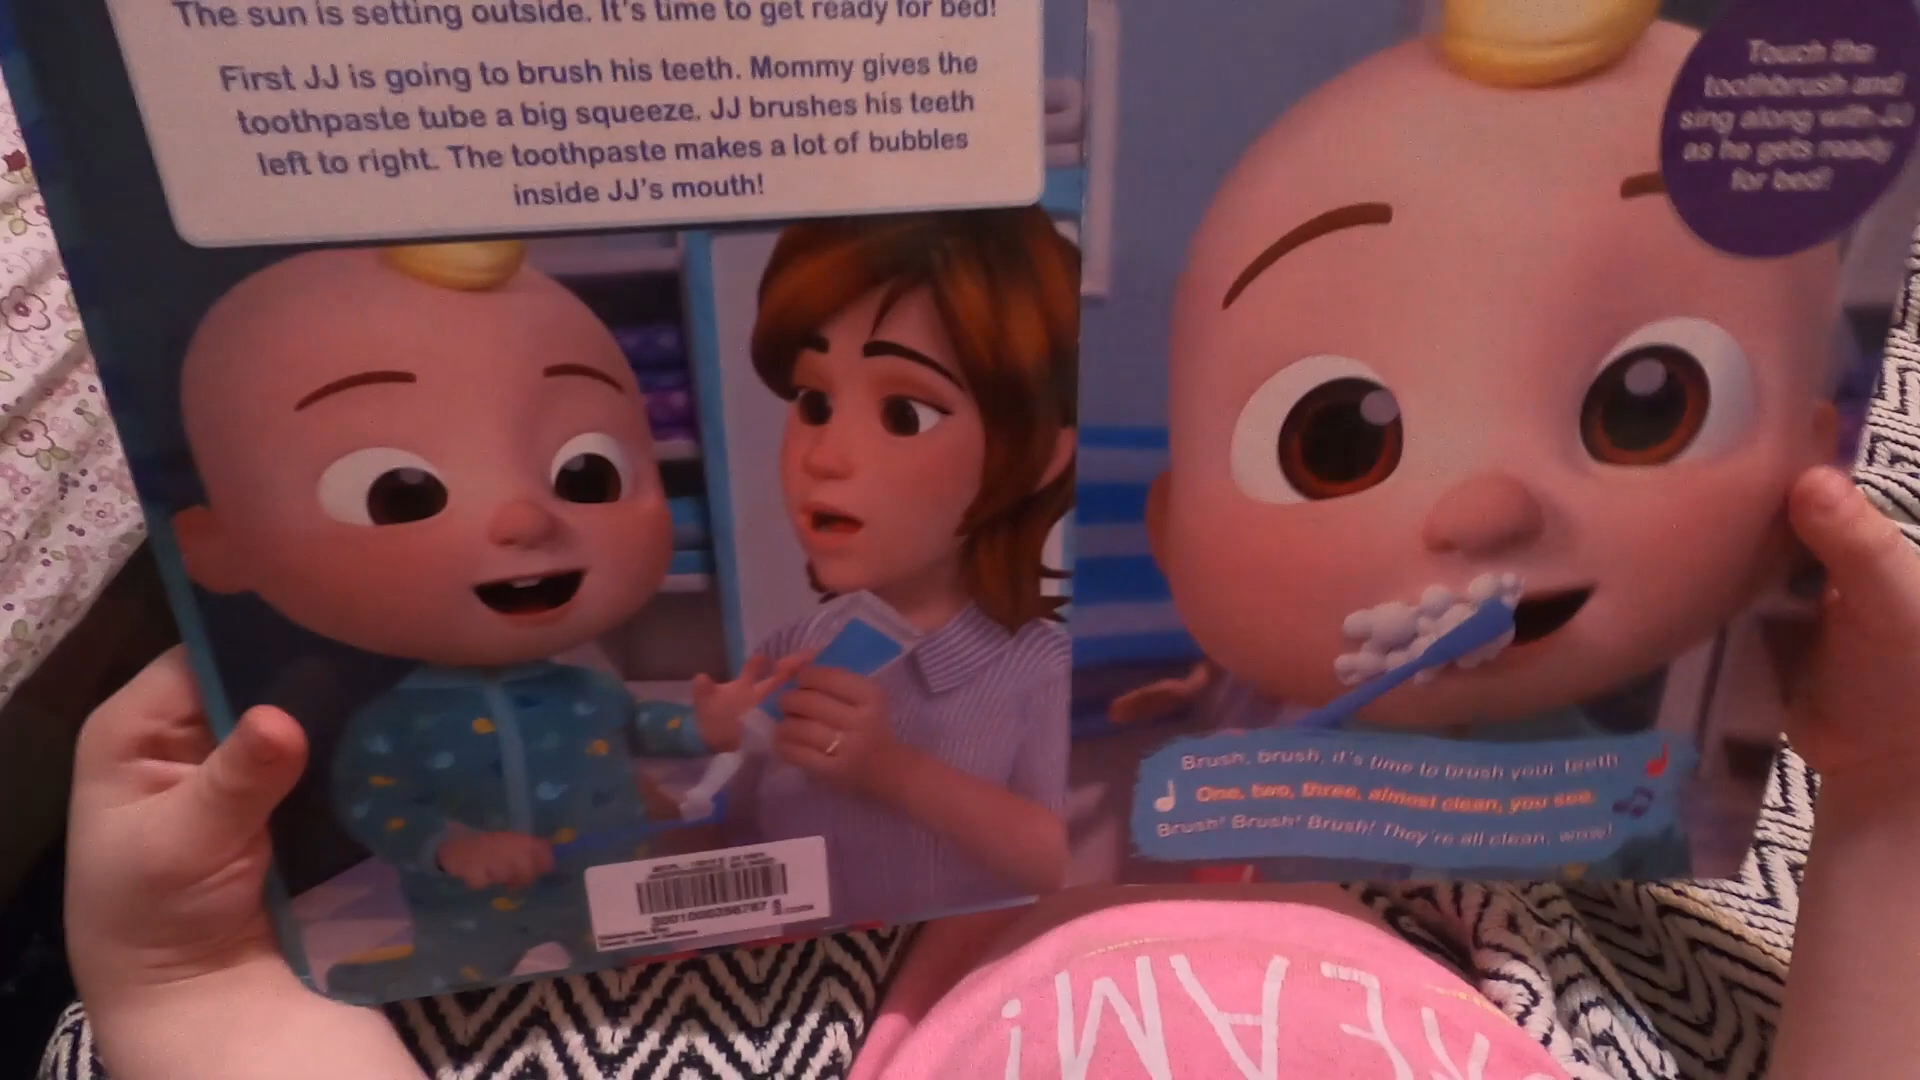 The sun is setting outside. It's time to get ready for bed!
First JJ is going to brush his teeth. Mommy gives the
toothpaste tube a big squeeze. JJ brushes his teeth
left to right. The toothpaste makes a lot of bubbles
inside JJ's mouth!
Touch the
toothbrush and
sing along with JJ
as he gets ready
for bed!
Brush, brush, it's time to brush your teeth
One, two, three, almost clean, you see.
Brush! Brush! Brush! They're all clean, wow!